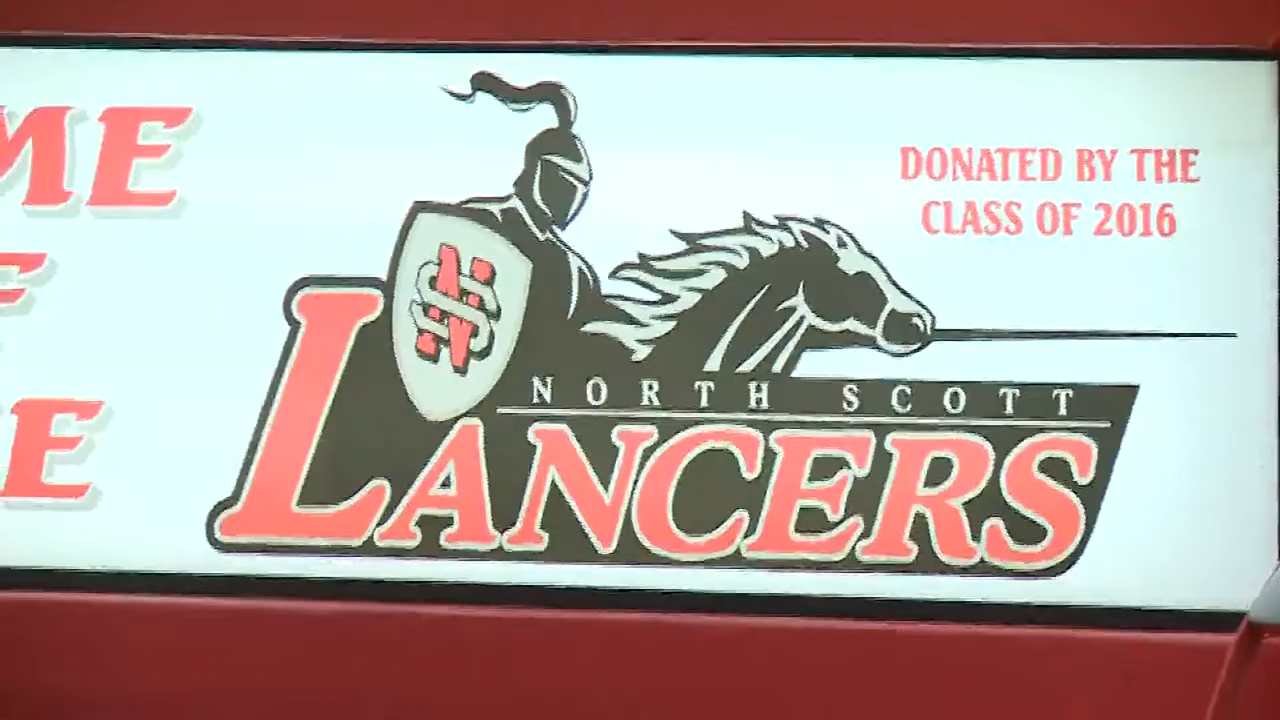 DONATED BY THE
CLASS OF 2016
NS
NORTH SCOTT
LANCERS